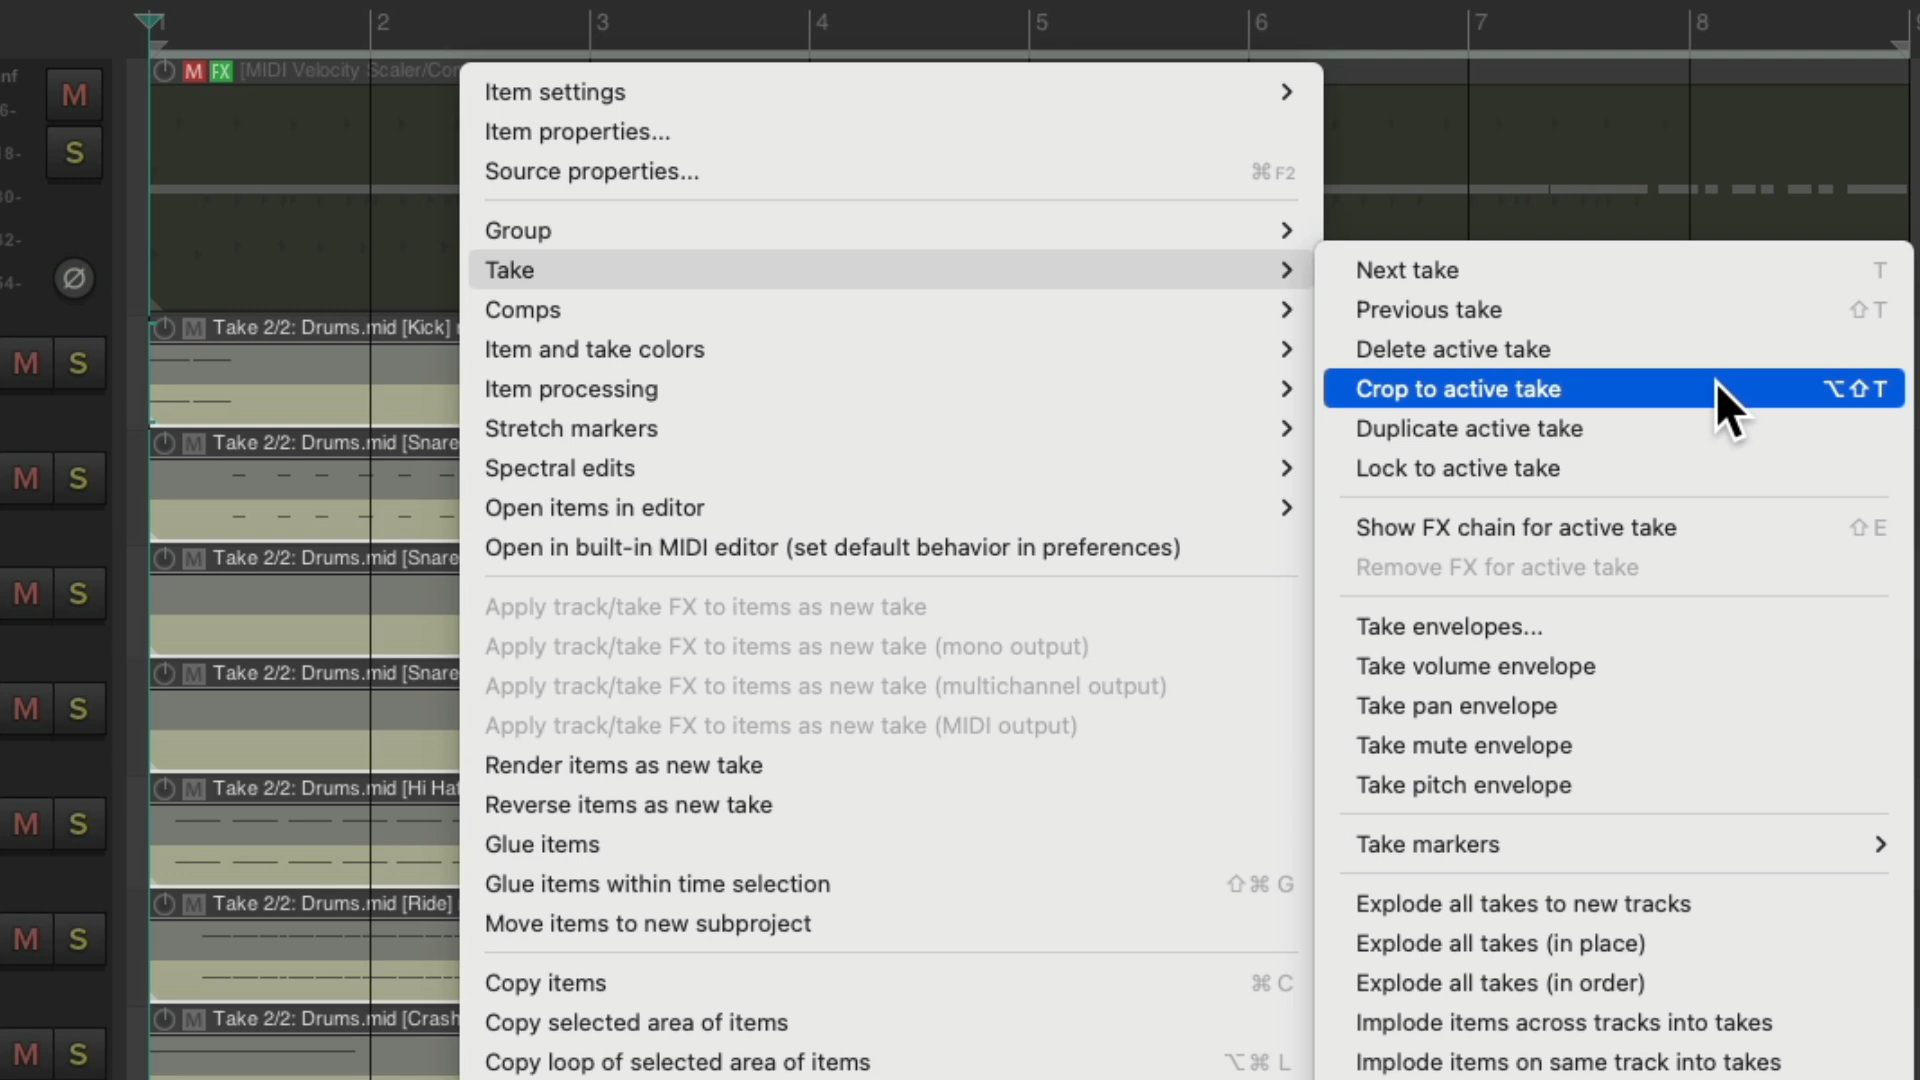 1 2 3 4 5 6 7 8
M FX [MIDI Velocity Scaler/Con
nf
6-
18-
30-
42-
54-
M
S
Ø
Item settings
Item properties...
Source properties... ⌘F2
Group
Take
Comps
Item and take colors
Item processing
Stretch markers
Spectral edits
Open items in editor
Open in built-in MIDI editor (set default behavior in preferences)
Apply track/take FX to items as new take
Apply track/take FX to items as new take (mono output)
Apply track/take FX to items as new take (multichannel output)
Apply track/take FX to items as new take (MIDI output)
Render items as new take
Reverse items as new take
Glue items
Glue items within time selection ⇧⌘ G
Move items to new subproject
Copy items ⌘ C
Copy selected area of items
Copy loop of selected area of items ⌥⌘ L
Next take T
Previous take ⇧ T
Delete active take
Crop to active take ⌥⇧T
Duplicate active take
Lock to active take
Show FX chain for active take ⇧ E
Remove FX for active take
Take envelopes...
Take volume envelope
Take pan envelope
Take mute envelope
Take pitch envelope
Take markers
Explode all takes to new tracks
Explode all takes (in place)
Explode all takes (in order)
Implode items across tracks into takes
Implode items on same track into takes
M Take 2/2: Drums.mid [Kick]
M S
M Take 2/2: Drums.mid [Snare
M S
M Take 2/2: Drums.mid [Snare
M S
M Take 2/2: Drums.mid [Snare
M S
M Take 2/2: Drums.mid [Hi Hat
M S
M Take 2/2: Drums.mid [Ride]
M S
M Take 2/2: Drums.mid [Crash
M S